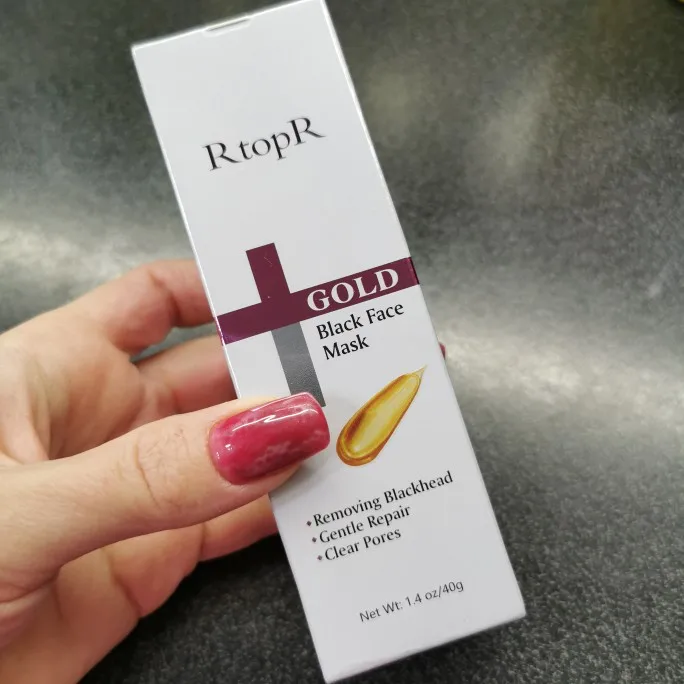 RtopR
GOLD
Black Face
Mask
Removing Blackhead
Gentle Repair
Clear Pores
Net Wt: 1.4 oz/40g